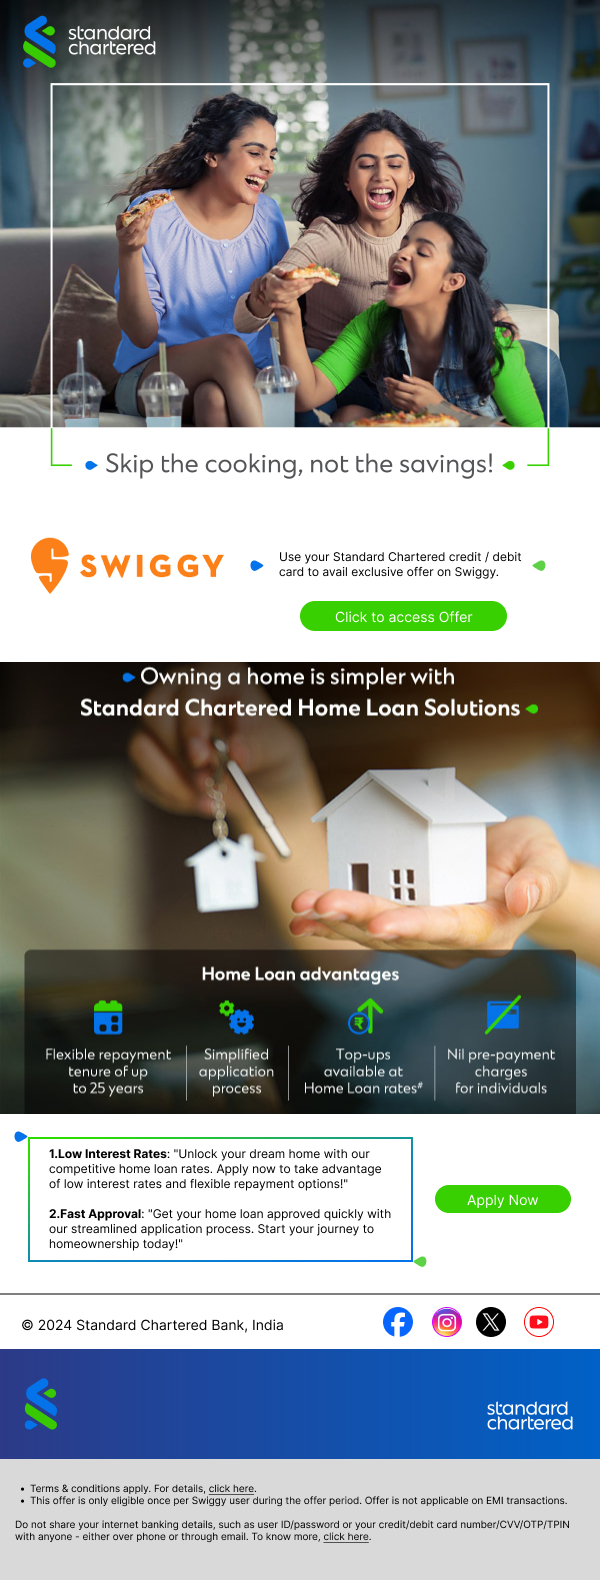 standard
chartered
Skip the cooking, not the savings!
SWIGGY
Use your Standard Chartered credit / debit
card to avail exclusive offer on Swiggy.
Click to access Offer
Owning a home is simpler with
Standard Chartered Home Loan Solutions
Home Loan advantages
Flexible repayment
tenure of up
to 25 years
Simplified
application
process
Top-ups
available at
Home Loan rates#
Nil pre-payment
charges
for individuals
1.Low Interest Rates: "Unlock your dream home with our
competitive home loan rates. Apply now to take advantage
of low interest rates and flexible repayment options!"
2.Fast Approval: "Get your home loan approved quickly with
our streamlined application process. Start your journey to
homeownership today!"
Apply Now
© 2024 Standard Chartered Bank, India
standard
chartered
• Terms & conditions apply. For details, click here.
• This offer is only eligible once per Swiggy user during the offer period. Offer is not applicable on EMI transactions.
Do not share your internet banking details, such as user ID/password or your credit/debit card number/CVV/OTP/TPIN
with anyone - either over phone or through email. To know more, click here.